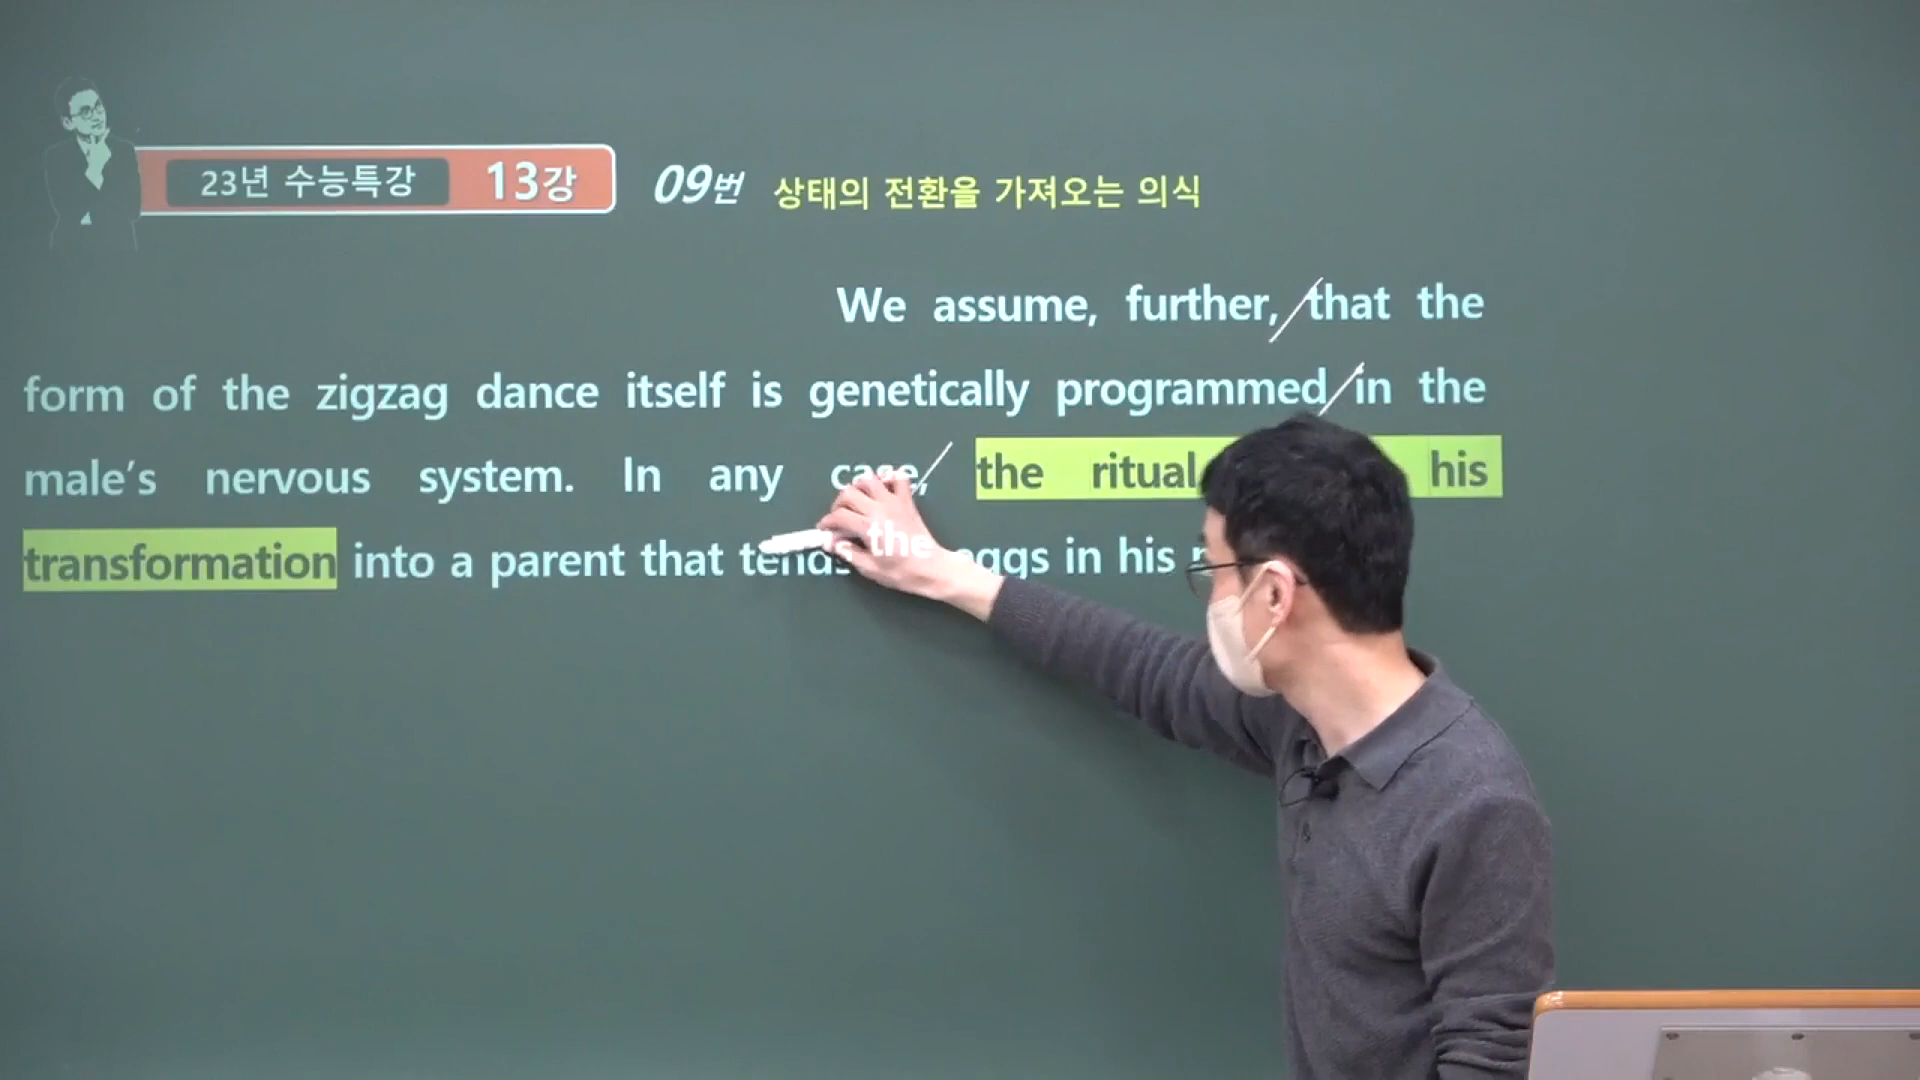 23년 수능특강 13강 09번 상태의 전환을 가져오는 의식
We assume, further, that the
form of the zigzag dance itself is genetically programmed in the
male's nervous system. In any case, the ritual his
transformation into a parent that tends the eggs in his